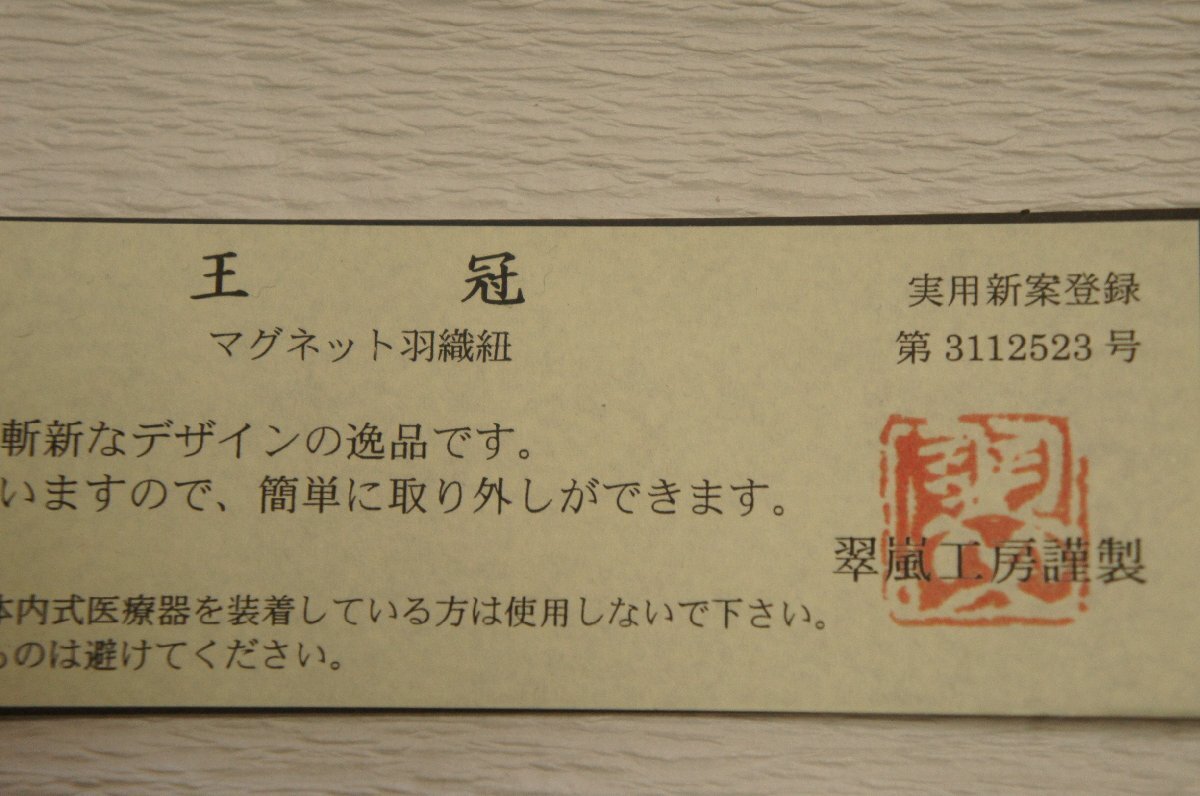 王 冠
マグネット羽織紐
実用新案登録
第 3112523 号
斬新なデザインの逸品です。
いますので、簡単に取り外しができます。
翠嵐工房謹製
体内式医療器を装着している方は使用しないで下さい。
ものは避けてください。